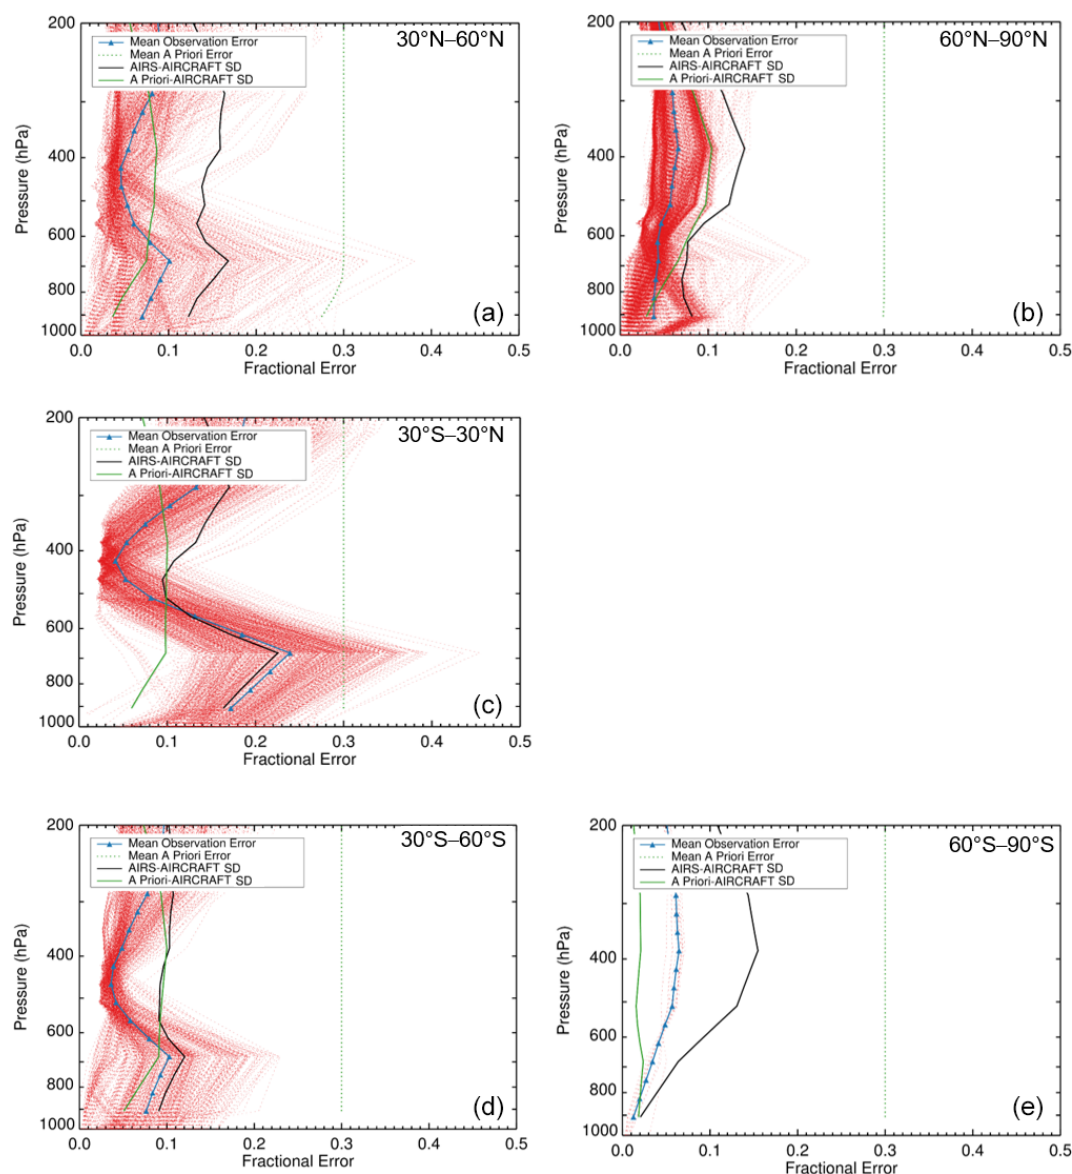 200
400
600
800
1000
Pressure (hPa)
Mean Observation Error
Mean A Priori Error
AIRS-AIRCRAFT SD
A Priori-AIRCRAFT SD
30°N–60°N
(a)
0.0 0.1 0.2 0.3 0.4 0.5
Fractional Error
200
400
600
800
1000
Pressure (hPa)
Mean Observation Error
Mean A Priori Error
AIRS-AIRCRAFT SD
A Priori-AIRCRAFT SD
60°N–90°N
(b)
0.0 0.1 0.2 0.3 0.4 0.5
Fractional Error
200
400
600
800
1000
Pressure (hPa)
Mean Observation Error
Mean A Priori Error
AIRS-AIRCRAFT SD
A Priori-AIRCRAFT SD
30°S–30°N
(c)
0.0 0.1 0.2 0.3 0.4 0.5
Fractional Error
200
400
600
800
1000
Pressure (hPa)
Mean Observation Error
Mean A Priori Error
AIRS-AIRCRAFT SD
A Priori-AIRCRAFT SD
30°S–60°S
(d)
0.0 0.1 0.2 0.3 0.4 0.5
Fractional Error
200
400
600
800
1000
Pressure (hPa)
Mean Observation Error
Mean A Priori Error
AIRS-AIRCRAFT SD
A Priori-AIRCRAFT SD
60°S–90°S
(e)
0.0 0.1 0.2 0.3 0.4 0.5
Fractional Error